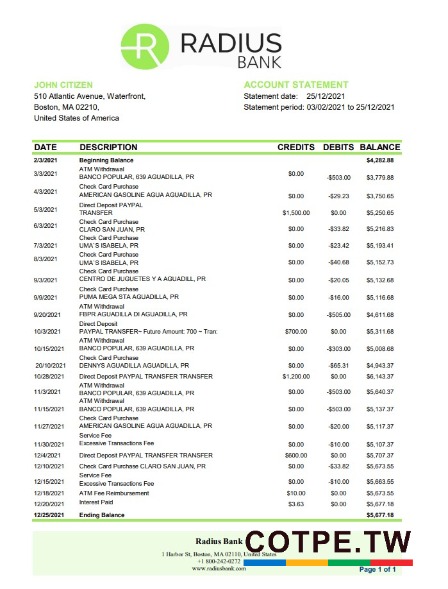 RADIUS
BANK
JOHN CITIZEN
510 Atlantic Avenue, Waterfront,
Boston, MA 02210,
United States of America
ACCOUNT STATEMENT
Statement date: 25/12/2021
Statement period: 03/02/2021 to 25/12/2021
DATE DESCRIPTION CREDITS DEBITS BALANCE
2/3/2021 Beginning Balance $4,282.88
ATM Withdrawal
3/3/2021 BANCO POPULAR, 639 AGUADILLA, PR $0.00 -$503.00 $3,779.88
Check Card Purchase
4/3/2021 AMERICAN GASOLINE AGUA AGUADILLA, PR $0.00 -$29.23 $3,750.65
Direct Deposit PAYPAL
5/3/2021 TRANSFER $1,500.00 $0.00 $5,250.65
Check Card Purchase
6/3/2021 CLARO SAN JUAN, PR $0.00 -$33.82 $5,216.83
Check Card Purchase
7/3/2021 UMA'S ISABELA, PR $0.00 -$23.42 $5,193.41
Check Card Purchase
8/3/2021 UMA'S ISABELA, PR $0.00 -$40.68 $5,152.73
Check Card Purchase
9/3/2021 CENTRO DE JUGUETES Y A AGUADILL, PR $0.00 -$20.05 $5,132.68
Check Card Purchase
9/9/2021 PUMA MEGA STA AGUADILLA, PR $0.00 -$16.00 $5,116.68
ATM Withdrawal
9/20/2021 FBPR AGUADILLA DI AGUADILLA, PR $0.00 -$505.00 $4,611.68
Direct Deposit
10/3/2021 PAYPAL TRANSFER~ Future Amount: 700 ~ Tran: $700.00 $0.00 $5,311.68
ATM Withdrawal
10/15/2021 BANCO POPULAR, 639 AGUADILLA, PR $0.00 -$303.00 $5,008.68
Check Card Purchase
20/10/2021 DENNYS AGUADILLA AGUADILLA, PR $0.00 -$65.31 $4,943.37
10/28/2021 Direct Deposit PAYPAL TRANSFER TRANSFER $1,200.00 $0.00 $6,143.37
ATM Withdrawal
11/3/2021 BANCO POPULAR, 639 AGUADILLA, PR $0.00 -$503.00 $5,640.37
ATM Withdrawal
11/15/2021 BANCO POPULAR, 639 AGUADILLA, PR $0.00 -$503.00 $5,137.37
Check Card Purchase
11/27/2021 AMERICAN GASOLINE AGUA AGUADILLA, PR $0.00 -$20.00 $5,117.37
Service Fee
11/30/2021 Excessive Transactions Fee $0.00 -$10.00 $5,107.37
12/4/2021 Direct Deposit PAYPAL TRANSFER TRANSFER $600.00 $0.00 $5,707.37
12/10/2021 Check Card Purchase CLARO SAN JUAN, PR $0.00 -$33.82 $5,673.55
Service Fee
12/15/2021 Excessive Transactions Fee $0.00 -$10.00 $5,663.55
12/18/2021 ATM Fee Reimbursement $10.00 $0.00 $5,673.55
12/20/2021 Interest Paid $3.63 $0.00 $5,677.18
12/25/2021 Ending Balance $5,677.18
Radius Bank
1 Harbor St, Boston, MA 02110, United States
+1 800-242-0272
www.radiusbank.com
COTPE.TW
Page 1 of 1